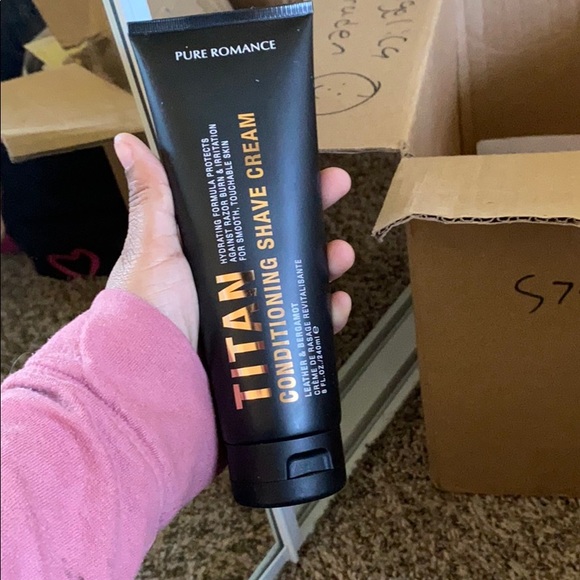 PURE ROMANCE
TITAN
HYDRATING FORMULA PROTECTS
AGAINST RAZOR BURN & IRRITATION
FOR SMOOTH, TOUCHABLE SKIN
CONDITIONING SHAVE CREAM
LEATHER & BERGAMOT
CRÈME DE RASAGE REVITALISANTE
8 FL.OZ./240ml ℮